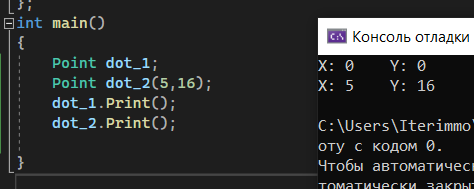 };
int main()
{
Point dot_1;
Point dot_2(5,16);
dot_1.Print();
dot_2.Print();
}
C:\ Консоль отладки
X: 0 Y: 0
X: 5 Y: 16
C:\Users\Iterimmo\
оту с кодом 0.
Чтобы автоматичес
томатически закры